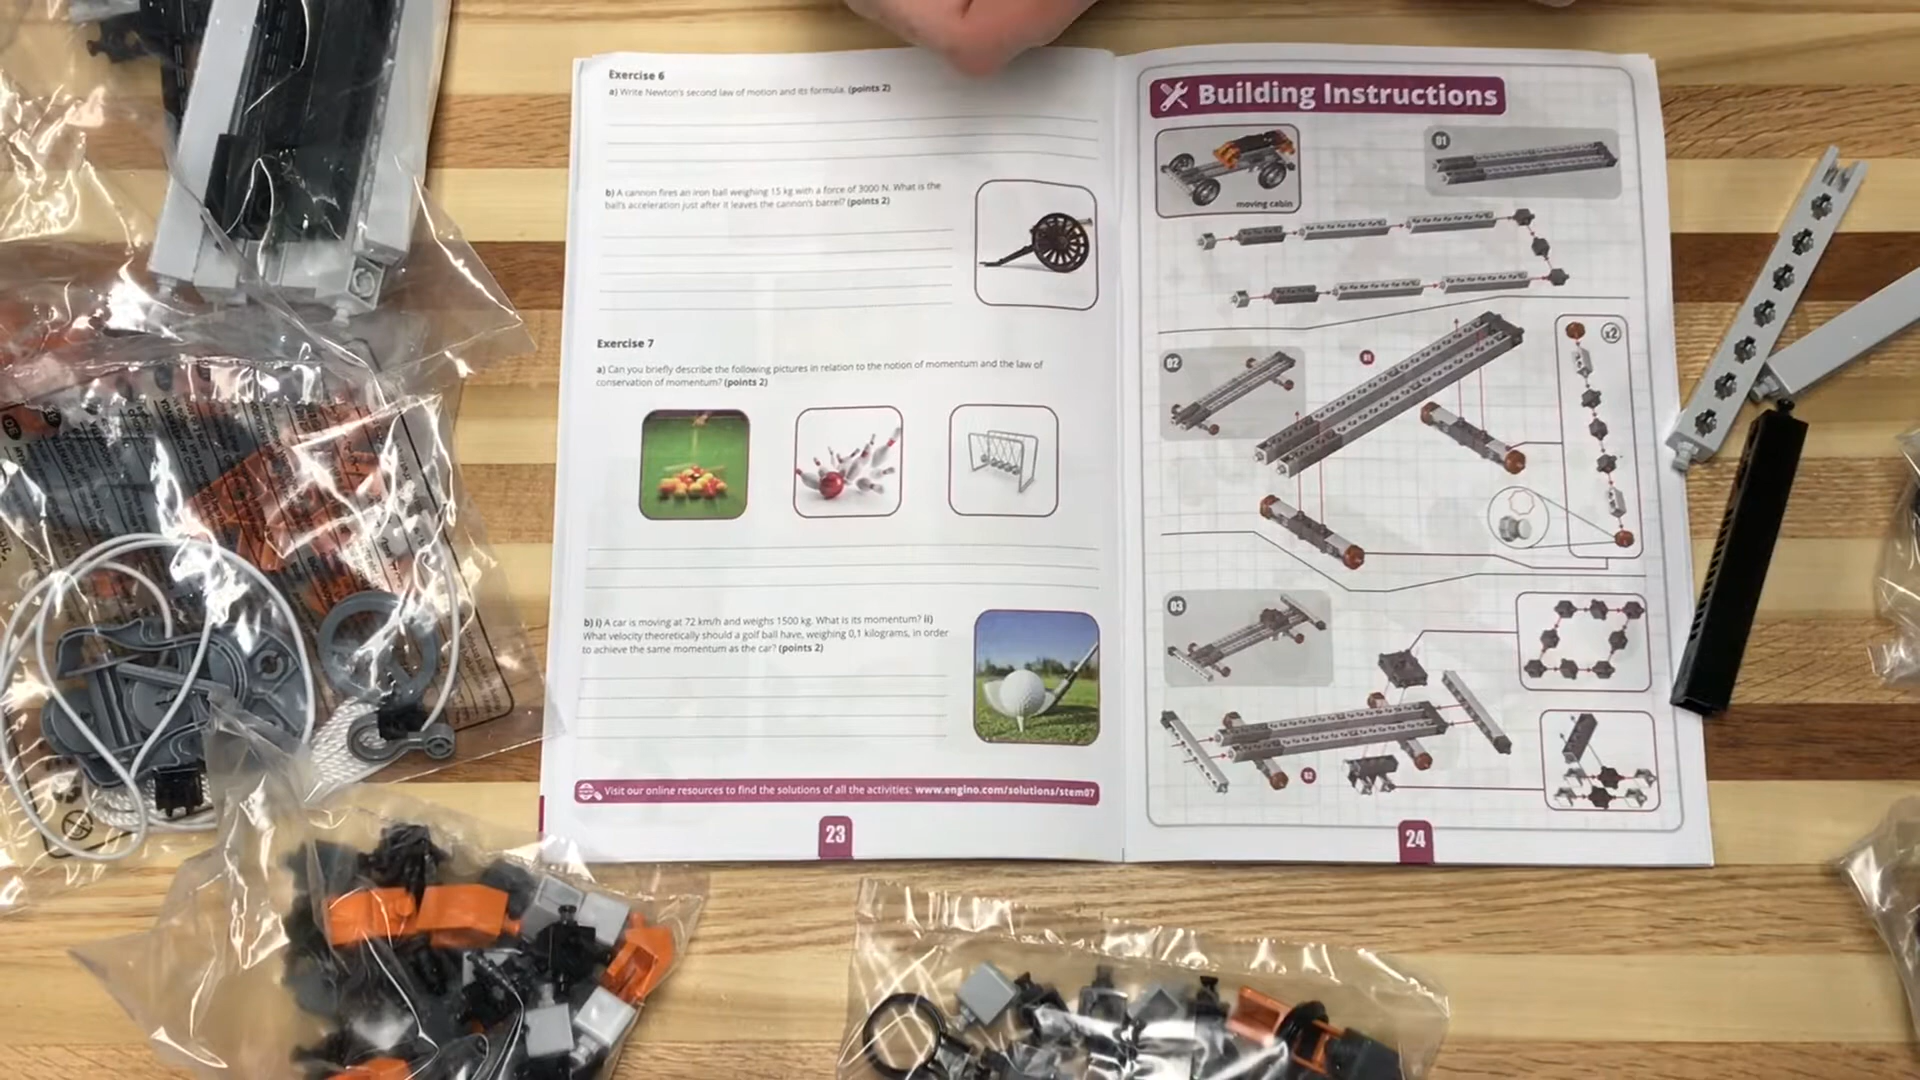 Exercise 6
a) Write Newton's second law of motion and its formula. (points 2)
b) A cannon fires an iron ball weighing 15 kg with a force of 3000 N. What is the
ball's acceleration just after it leaves the cannon's barrel? (points 2)
Exercise 7
a) Can you briefly describe the following pictures in relation to the notion of momentum and the law of
conservation of momentum? (points 2)
b) i) A car is moving at 72 km/h and weighs 1500 kg. What is its momentum? ii)
What velocity theoretically should a golf ball have, weighing 0,1 kilograms, in order
to achieve the same momentum as the car? (points 2)
Visit our online resources to find the solutions of all the activities: www.engino.com/solutions/stem07
23
Building Instructions
moving cabin
01
02
01
x2
03
02
24